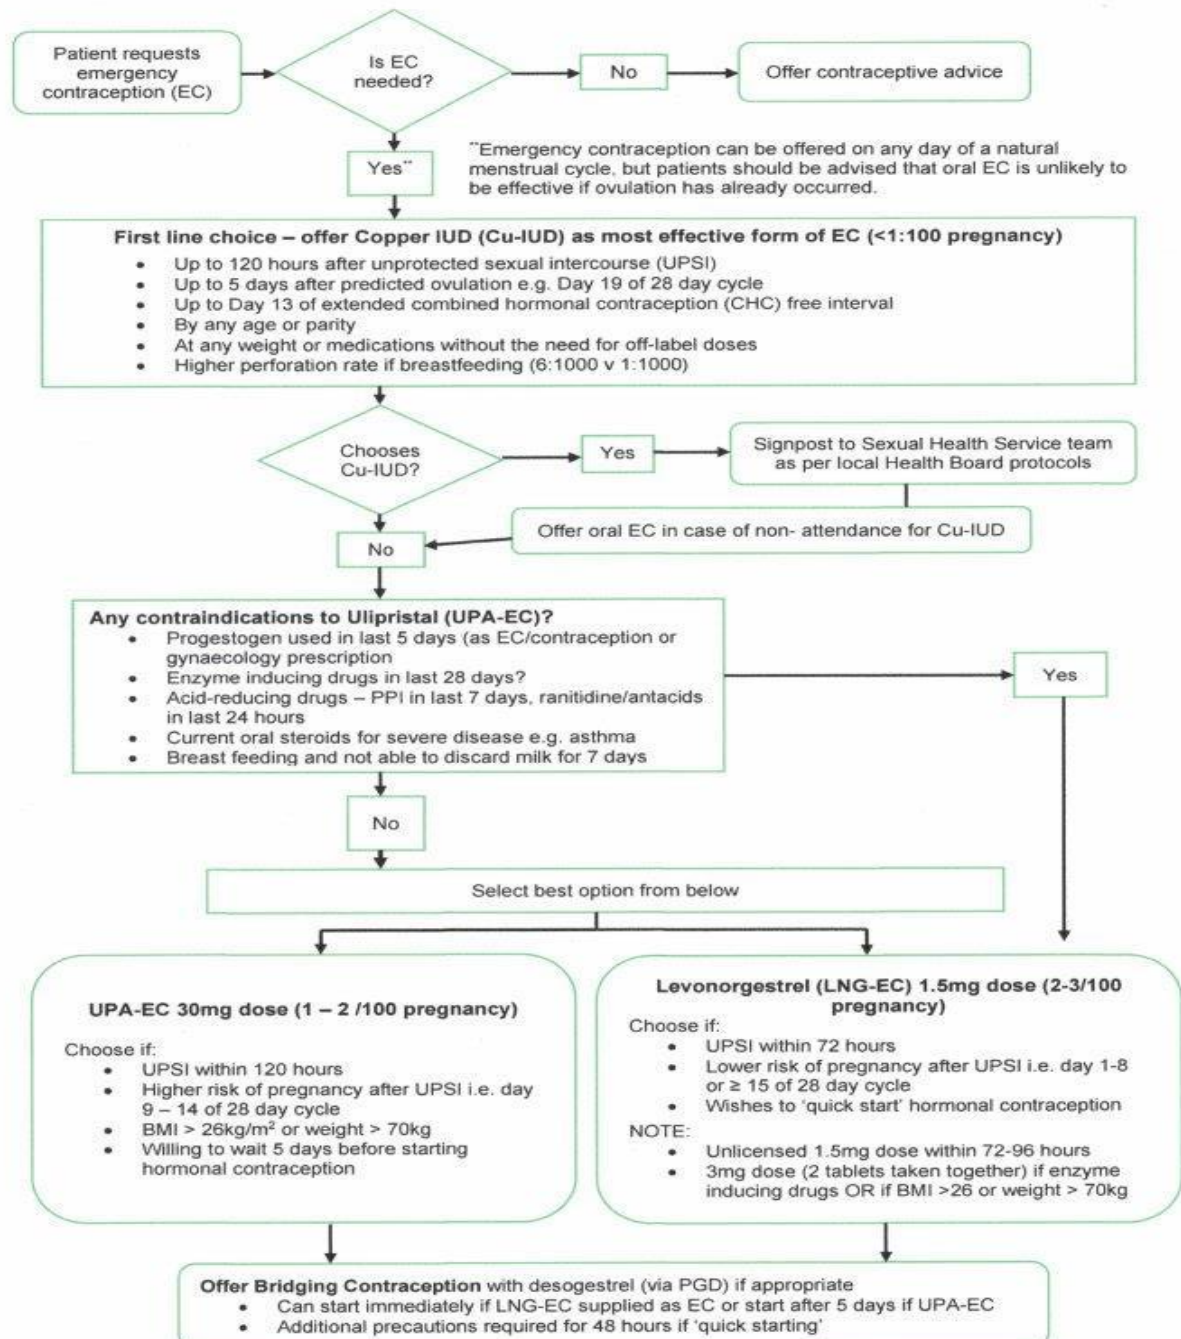 Patient requests
emergency
contraception (EC)
Is EC
needed?
No
Offer contraceptive advice
Yes**
**Emergency contraception can be offered on any day of a natural
menstrual cycle, but patients should be advised that oral EC is unlikely to
be effective if ovulation has already occurred.
First line choice – offer Copper IUD (Cu-IUD) as most effective form of EC (<1:100 pregnancy)
• Up to 120 hours after unprotected sexual intercourse (UPSI)
• Up to 5 days after predicted ovulation e.g. Day 19 of 28 day cycle
• Up to Day 13 of extended combined hormonal contraception (CHC) free interval
• By any age or parity
• At any weight or medications without the need for off-label doses
• Higher perforation rate if breastfeeding (6:1000 v 1:1000)
Chooses
Cu-IUD?
Yes
Signpost to Sexual Health Service team
as per local Health Board protocols
Offer oral EC in case of non- attendance for Cu-IUD
No
Any contraindications to Ulipristal (UPA-EC)?
• Progestogen used in last 5 days (as EC/contraception or
gynaecology prescription
• Enzyme inducing drugs in last 28 days?
• Acid-reducing drugs – PPI in last 7 days, ranitidine/antacids
in last 24 hours
• Current oral steroids for severe disease e.g. asthma
• Breast feeding and not able to discard milk for 7 days
Yes
No
Select best option from below
UPA-EC 30mg dose (1 – 2 /100 pregnancy)
Choose if:
• UPSI within 120 hours
• Higher risk of pregnancy after UPSI i.e. day
9 – 14 of 28 day cycle
• BMI > 26kg/m² or weight > 70kg
• Willing to wait 5 days before starting
hormonal contraception
Levonorgestrel (LNG-EC) 1.5mg dose (2-3/100
pregnancy)
Choose if:
• UPSI within 72 hours
• Lower risk of pregnancy after UPSI i.e. day 1-8
or ≥ 15 of 28 day cycle
• Wishes to ‘quick start’ hormonal contraception
NOTE:
• Unlicensed 1.5mg dose within 72-96 hours
• 3mg dose (2 tablets taken together) if enzyme
inducing drugs OR if BMI >26 or weight > 70kg
Offer Bridging Contraception with desogestrel (via PGD) if appropriate
• Can start immediately if LNG-EC supplied as EC or start after 5 days if UPA-EC
• Additional precautions required for 48 hours if ‘quick starting’